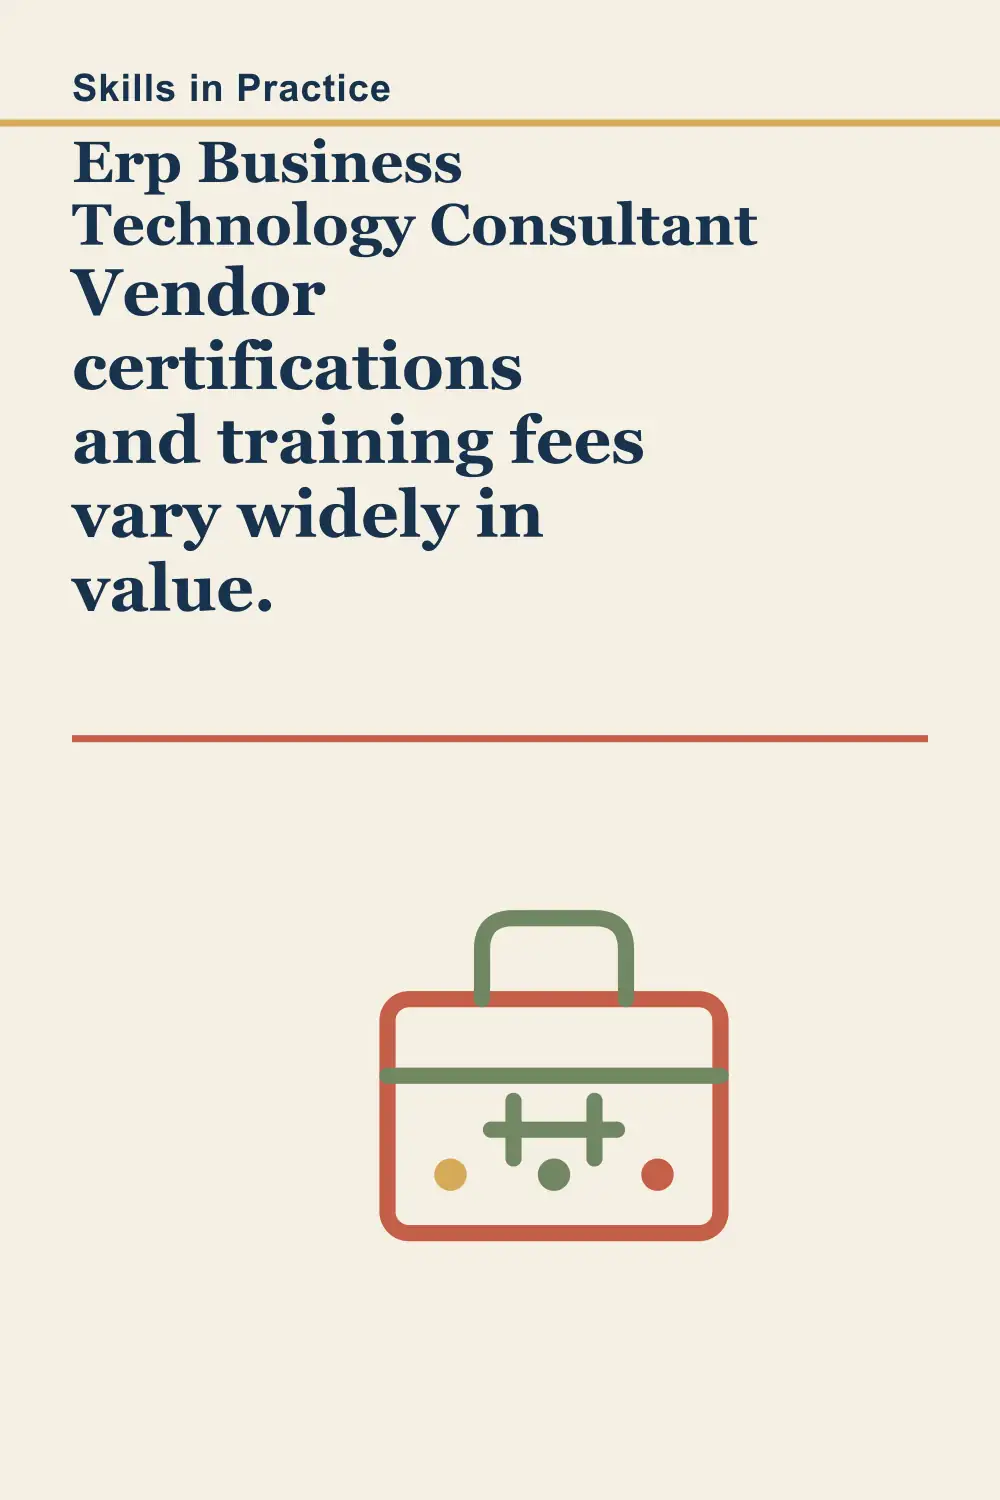 Skills in Practice
Erp Business
Technology Consultant
Vendor
certifications
and training fees
vary widely in
value.